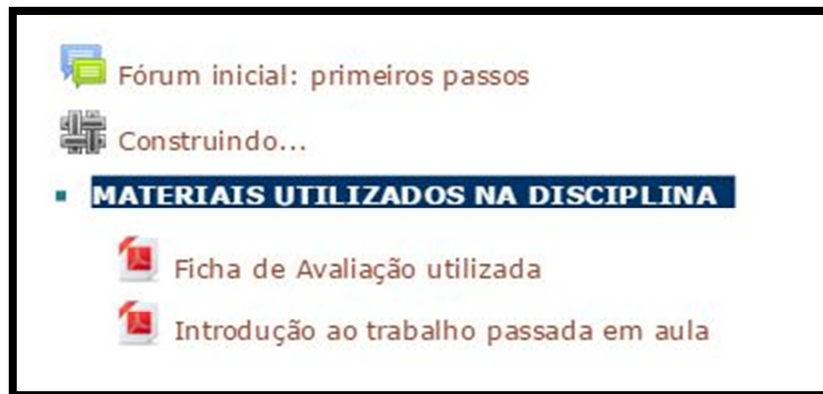 Fórum inicial: primeiros passos
Construindo...
MATERIAIS UTILIZADOS NA DISCIPLINA
Ficha de Avaliação utilizada
Introdução ao trabalho passada em aula